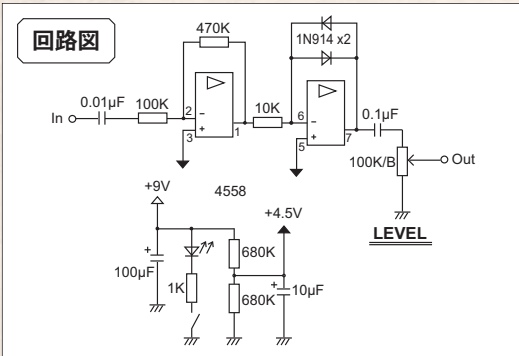 回路図
470K
1N914 x2
0.01μF
100K
10K
0.1μF
In
2
3
1
6
5
7
−
+
−
+
100K/B
Out
LEVEL
+9V
4558
+4.5V
+
100μF
1K
680K
680K
+
10μF